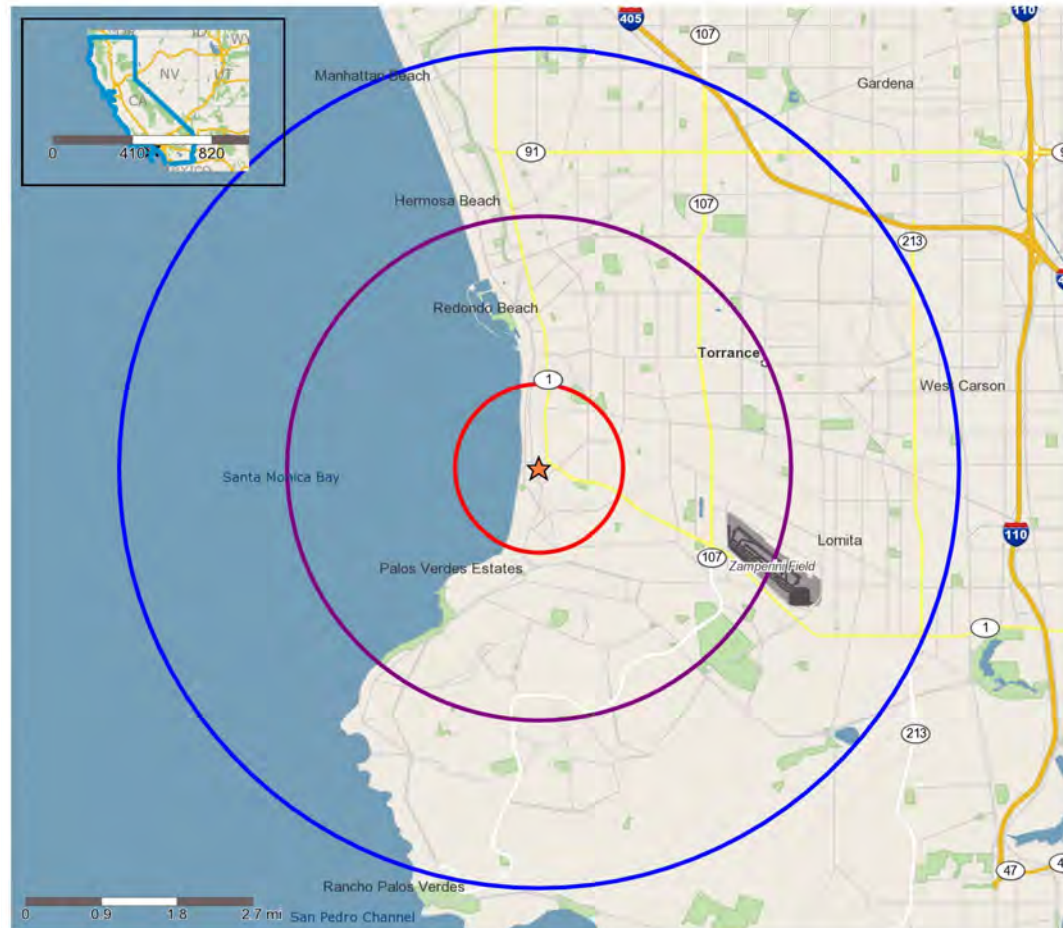 110
405
107
WY
NV
UT
CA
Manhattan Beach
Gardena
0
410
820
MEXICO
91
Hermosa Beach
107
213
Redondo Beach
Torrance
1
West Carson
Santa Monica Bay
110
Lomita
Palos Verdes Estates
107
Zamperini Field
1
213
Rancho Palos Verdes
47
0
0.9
1.8
2.7 mi
San Pedro Channel